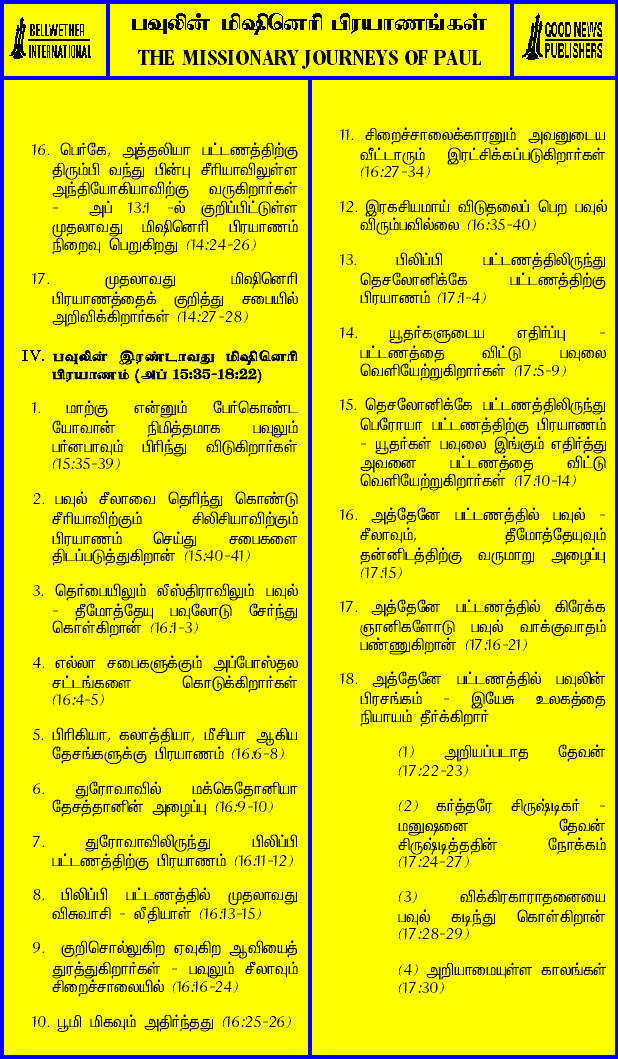 BELLWETHER
INTERNATIONAL
பவுலின் மிஷினெரி பிரயாணங்கள்
THE MISSIONARY JOURNEYS OF PAUL
GOOD NEWS
PUBLISHERS
16. பெர்கே, அத்தலியா பட்டணத்திற்கு
திரும்பி வந்து பின்பு சீரியாவிலுள்ள
அந்தியோகியாவிற்கு வருகிறார்கள்
- அப் 13:1 -ல் குறிப்பிட்டுள்ள
முதலாவது மிஷினெரி பிரயாணம்
நிறைவு பெறுகிறது (14:24-26)
17. முதலாவது மிஷினெரி
பிரயாணத்தைக் குறித்து சபையில்
அறிவிக்கிறார்கள் (14:27-28)
IV. பவுலின் இரண்டாவது மிஷினெரி
பிரயாணம் (அப் 15:35-18:22)
1. மாற்கு என்னும் பேர்கொண்ட
யோவான் நிமித்தமாக பவுலும்
பர்னபாவும் பிரிந்து விடுகிறார்கள்
(15:35-39)
2. பவுல் சீலாவை தெரிந்து கொண்டு
சீரியாவிற்கும் சிலிசியாவிற்கும்
பிரயாணம் செய்து சபைகளை
திடப்படுத்துகிறான் (15:40-41)
3. தெர்பையிலும் லீஸ்திராவிலும் பவுல்
- தீமோத்தேயு பவுலோடு சேர்ந்து
கொள்கிறான் (16:1-3)
4. எல்லா சபைகளுக்கும் அப்போஸ்தல
சட்டங்களை கொடுக்கிறார்கள்
(16:4-5)
5. பிரிகியா, கலாத்தியா, மீசியா ஆகிய
தேசங்களுக்கு பிரயாணம் (16:6-8)
6. துரோவாவில் மக்கெதோனியா
தேசத்தானின் அழைப்பு (16:9-10)
7. துரோவாவிலிருந்து பிலிப்பி
பட்டணத்திற்கு பிரயாணம் (16:11-12)
8. பிலிப்பி பட்டணத்தில் முதலாவது
விசுவாசி - லீதியாள் (16:13-15)
9. குறிசொல்லுகிற ஏவுகிற ஆவியைத்
துரத்துகிறார்கள் - பவுலும் சீலாவும்
சிறைச்சாலையில் (16:16-24)
10. பூமி மிகவும் அதிர்ந்தது (16:25-26)
11. சிறைச்சாலைக்காரனும் அவனுடைய
வீட்டாரும் இரட்சிக்கப்படுகிறார்கள்
(16:27-34)
12. இரகசியமாய் விடுதலைப் பெற பவுல்
விரும்பவில்லை (16:35-40)
13. பிலிப்பி பட்டணத்திலிருந்து
தெசலோனிக்கே பட்டணத்திற்கு
பிரயாணம் (17:1-4)
14. யூதர்களுடைய எதிர்ப்பு -
பட்டணத்தை விட்டு பவுலை
வெளியேற்றுகிறார்கள் (17:5-9)
15. தெசலோனிக்கே பட்டணத்திலிருந்து
பெரோயா பட்டணத்திற்கு பிரயாணம்
- யூதர்கள் பவுலை இங்கும் எதிர்த்து
அவனை பட்டணத்தை விட்டு
வெளியேற்றுகிறார்கள் (17:10-14)
16. அத்தேனே பட்டணத்தில் பவுல் -
சீலாவும், தீமோத்தேயுவும்
தன்னிடத்திற்கு வருமாறு அழைப்பு
(17:15)
17. அத்தேனே பட்டணத்தில் கிரேக்க
ஞானிகளோடு பவுல் வாக்குவாதம்
பண்ணுகிறான் (17:16-21)
18. அத்தேனே பட்டணத்தில் பவுலின்
பிரசங்கம் - இயேசு உலகத்தை
நியாயம் தீர்க்கிறார்
(1) அறியப்படாத தேவன்
(17:22-23)
(2) கர்த்தரே சிருஷ்டிகர் -
மனுஷனை தேவன்
சிருஷ்டித்ததின் நோக்கம்
(17:24-27)
(3) விக்கிரகாராதனையை
பவுல் கடிந்து கொள்கிறான்
(17:28-29)
(4) அறியாமையுள்ள காலங்கள்
(17:30)